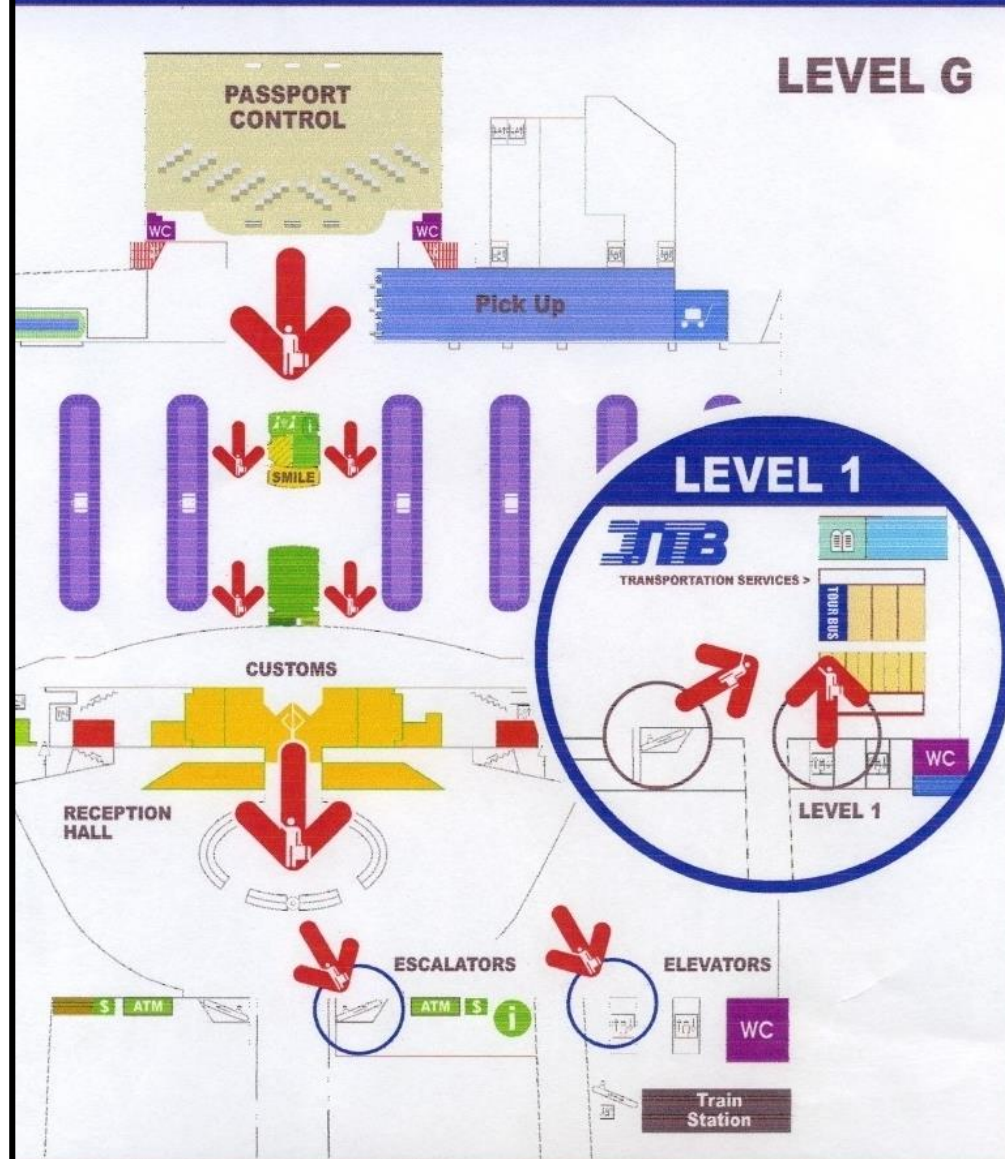 LEVEL G
PASSPORT
CONTROL
WC
WC
Pick Up
SMILE
LEVEL 1
TRANSPORTATION SERVICES >
TOUR BUS
CUSTOMS
WC
LEVEL 1
RECEPTION
HALL
ESCALATORS
ELEVATORS
$
ATM
ATM
$
i
WC
Train
Station